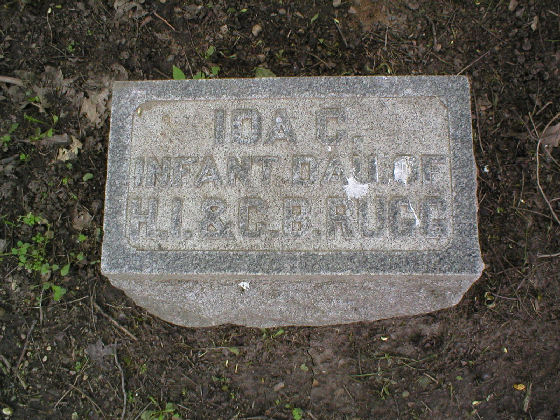 IDA C.
INFANT DAU. OF
H.I. & C.B. RUGG